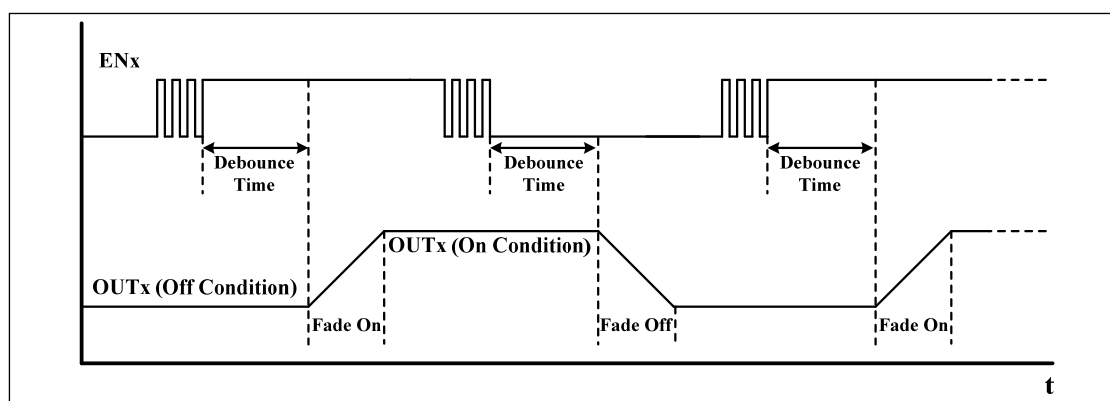 ENx
Debounce
Time
Debounce
Time
Debounce
Time
OUTx (On Condition)
OUTx (Off Condition)
Fade On
Fade Off
Fade On
t